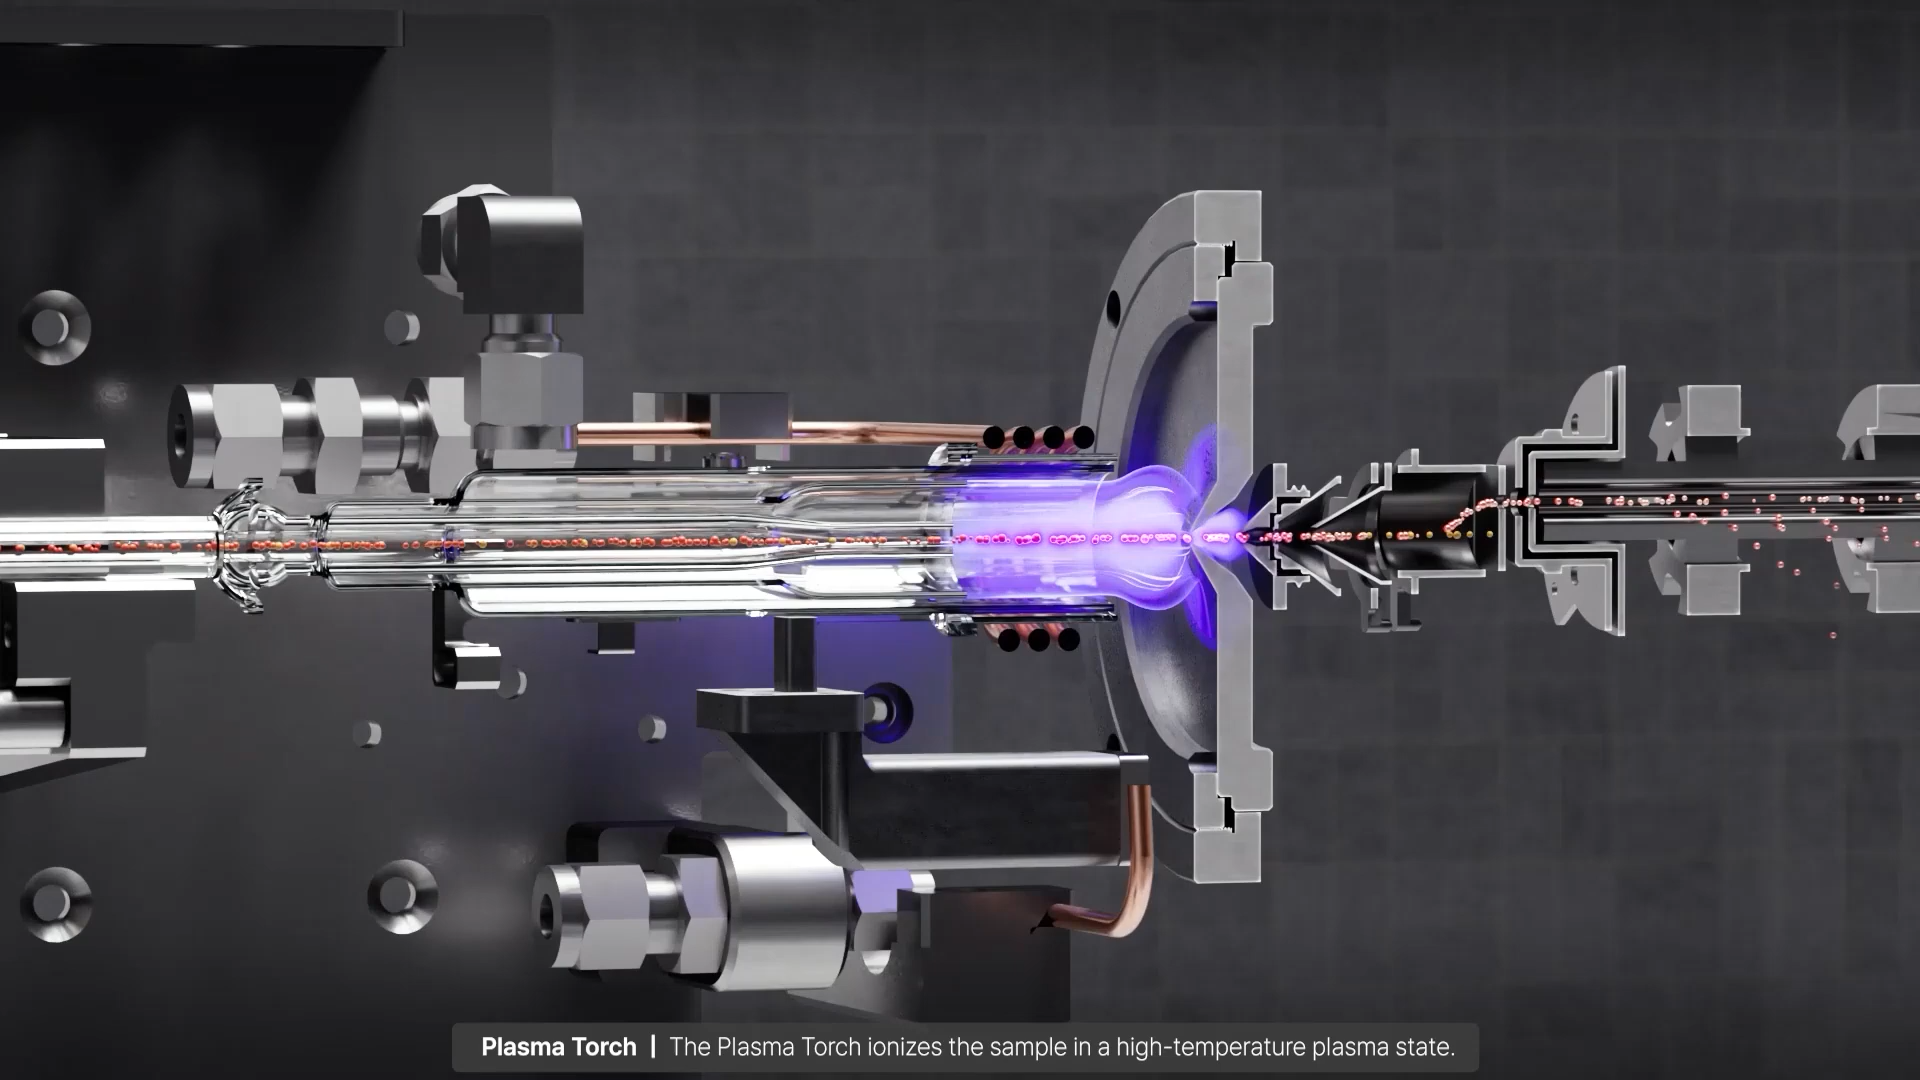 Plasma Torch | The Plasma Torch ionizes the sample in a high-temperature plasma state.